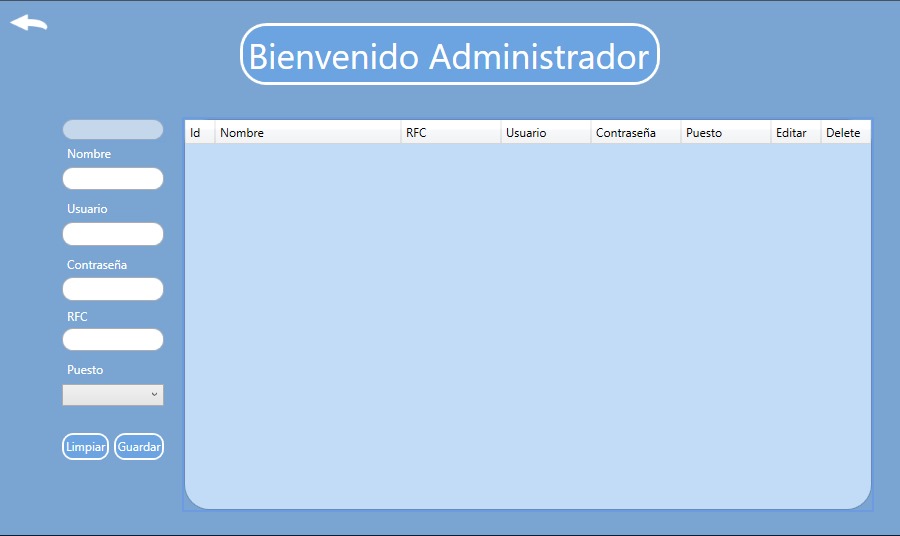 Bienvenido Administrador
Id Nombre RFC Usuario Contraseña Puesto Editar Delete
Nombre
Usuario
Contraseña
RFC
Puesto
Limpiar Guardar